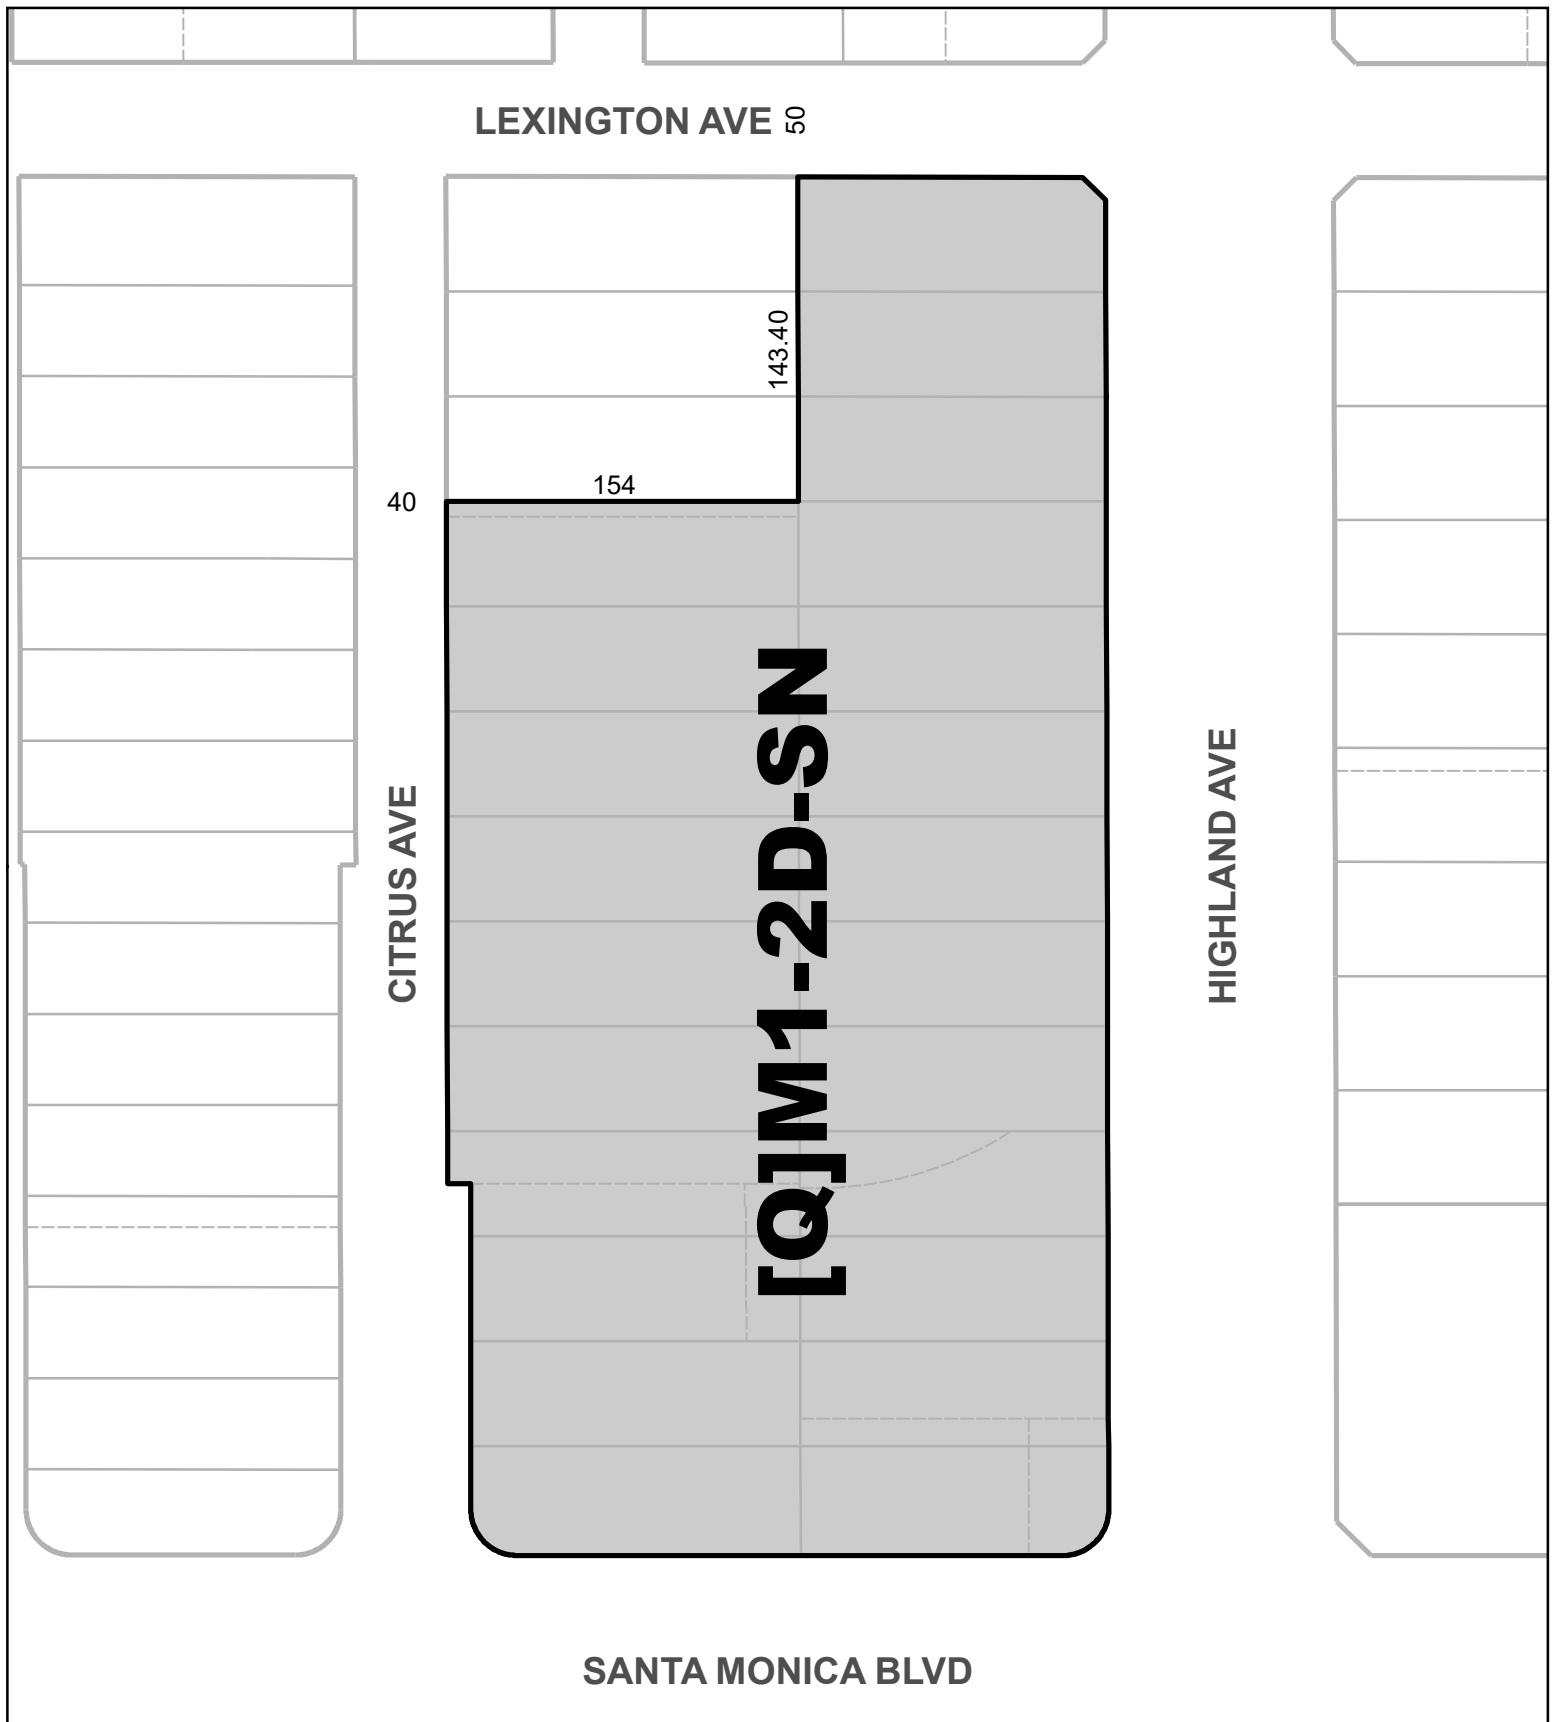 LEXINGTON AVE 50
143.40
154
40
[Q]M1-2D-SN
CITRUS AVE
HIGHLAND AVE
SANTA MONICA BLVD